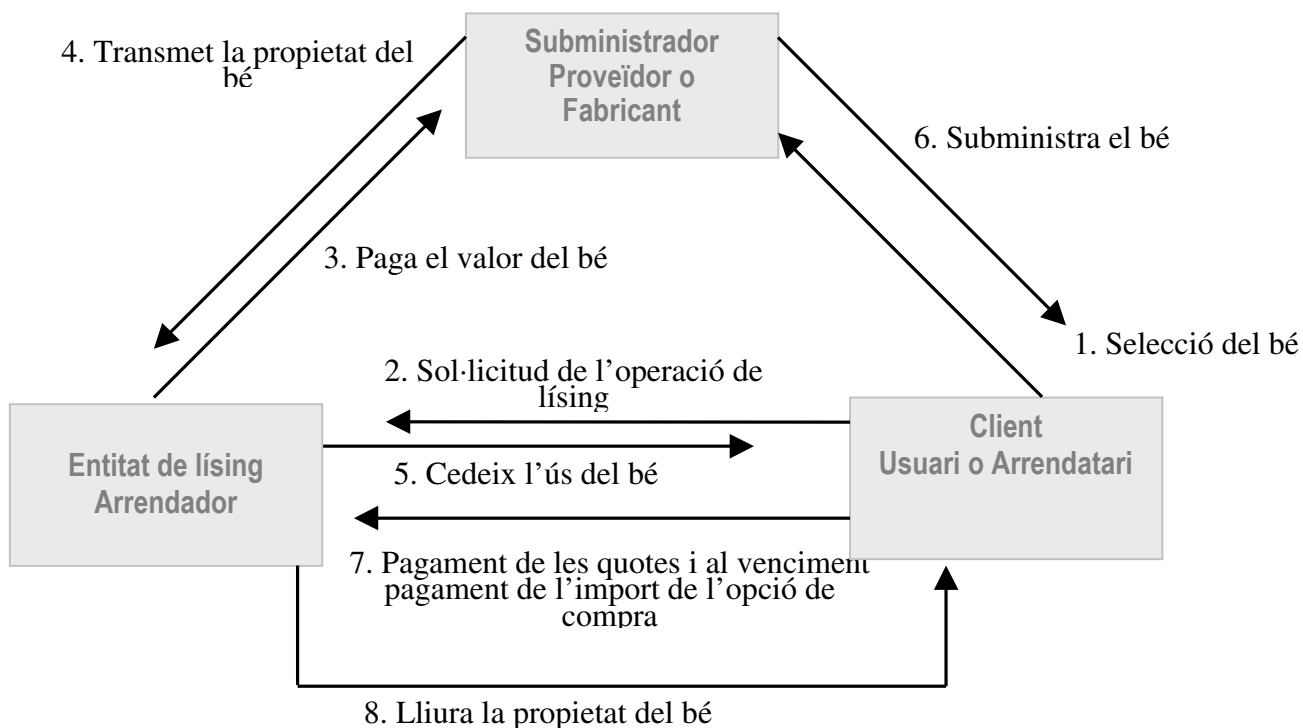 4. Transmet la propietat del
bé
Subministrador
Proveïdor o
Fabricant
6. Subministra el bé
3. Paga el valor del bé
1. Selecció del bé
2. Sol·licitud de l’operació de
lísing
Entitat de lísing
Arrendador
Client
Usuari o Arrendatari
5. Cedeix l’ús del bé
7. Pagament de les quotes i al venciment
pagament de l’import de l’opció de
compra
8. Lliura la propietat del bé